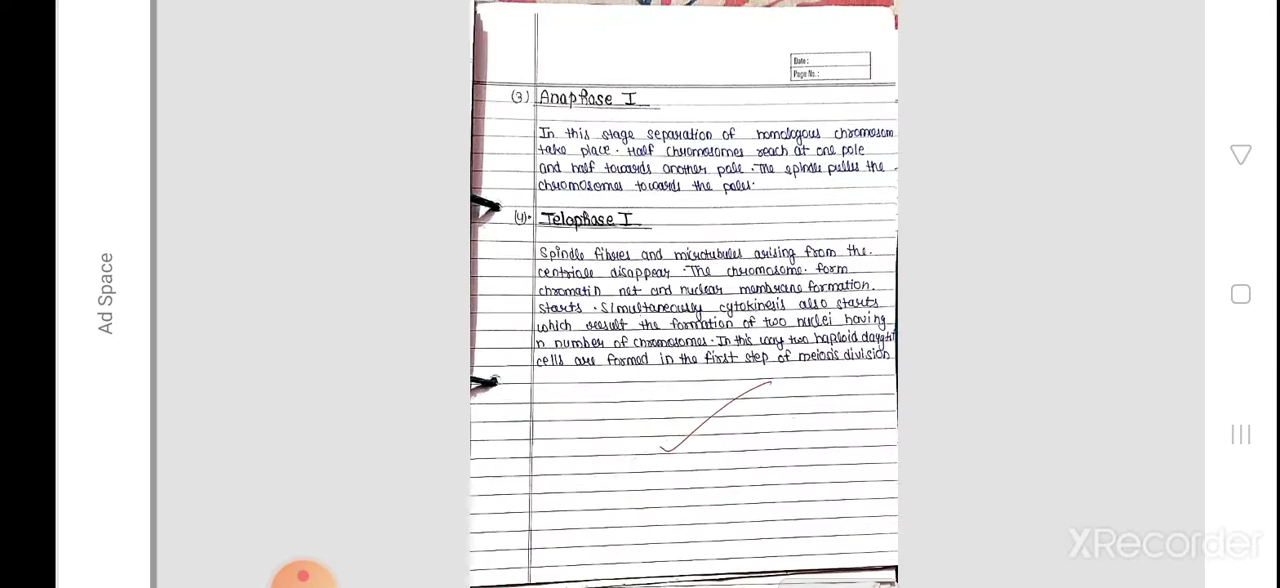 Date :
Page No. :
(3) Anaphase I
In this stage separation of homologous chromosom
take place. Half chromosomes reach at one pole
and half towards another pole. The spindle pulls the
chromosomes towards the poles.
(4). Telophase I
Spindle fibres and microtubules arising from the.
centriole disappear. The chromosome. form
chromatin net and nuclear membrane formation.
starts. Simultaneously cytokinesis also starts
which result the formation of two nuclei having
n number of chromosomes. In this way two haploid daught
cells are formed in the first step of meiosis division
Ad Space
XRecorder